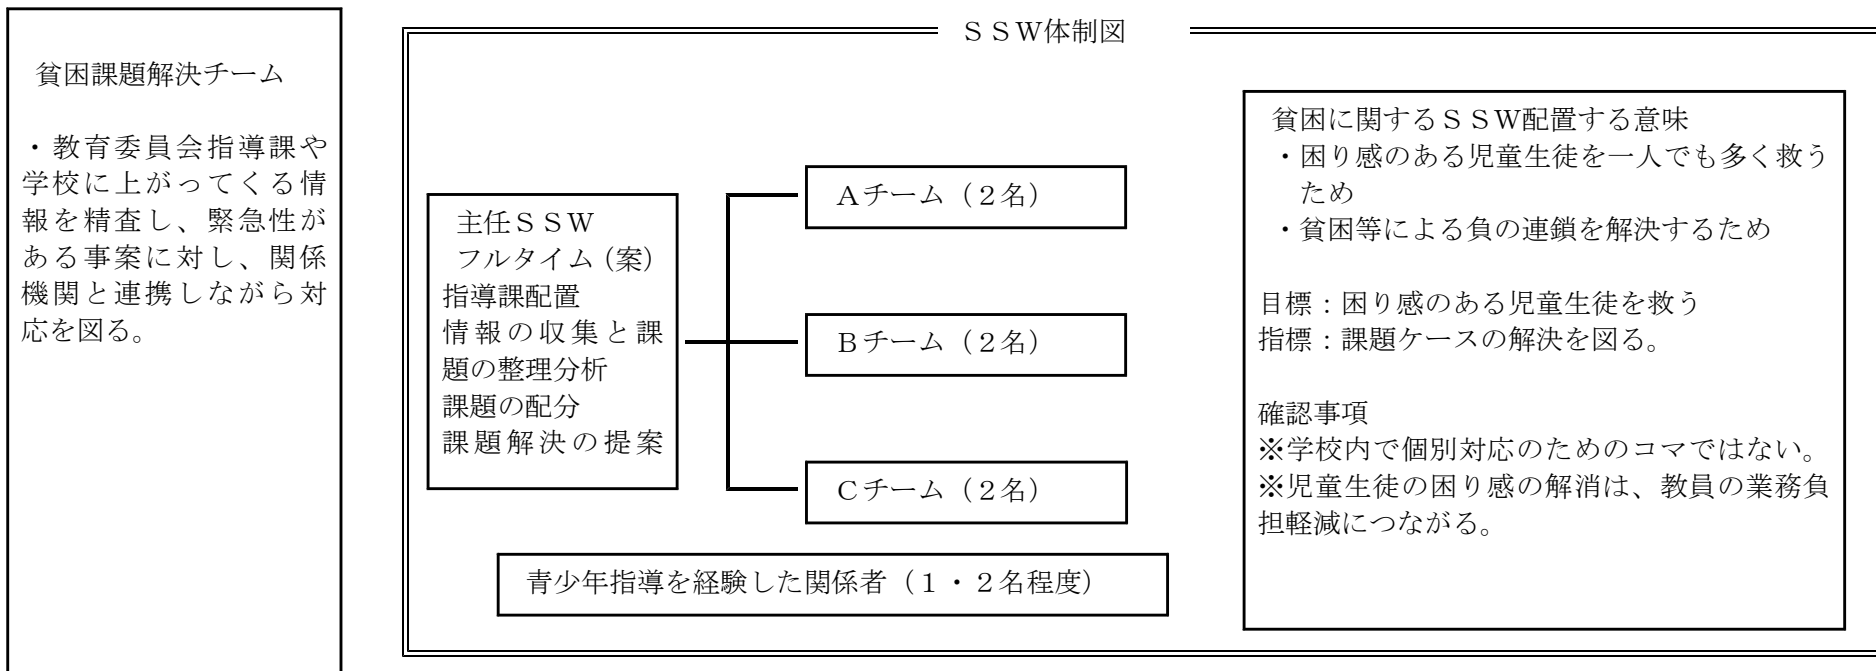 貧困課題解決チーム
・教育委員会指導課や
学校に上がってくる情
報を精査し、緊急性が
ある事案に対し、関係
機関と連携しながら対
応を図る。
ＳＳＷ体制図
主任ＳＳＷ
フルタイム（案）
指導課配置
情報の収集と課
題の整理分析
課題の配分
課題解決の提案
Ａチーム（２名）
Ｂチーム（２名）
Ｃチーム（２名）
青少年指導を経験した関係者（１・２名程度）
貧困に関するＳＳＷ配置する意味
・困り感のある児童生徒を一人でも多く救う
ため
・貧困等による負の連鎖を解決するため
目標：困り感のある児童生徒を救う
指標：課題ケースの解決を図る。
確認事項
※学校内で個別対応のためのコマではない。
※児童生徒の困り感の解消は、教員の業務負
担軽減につながる。